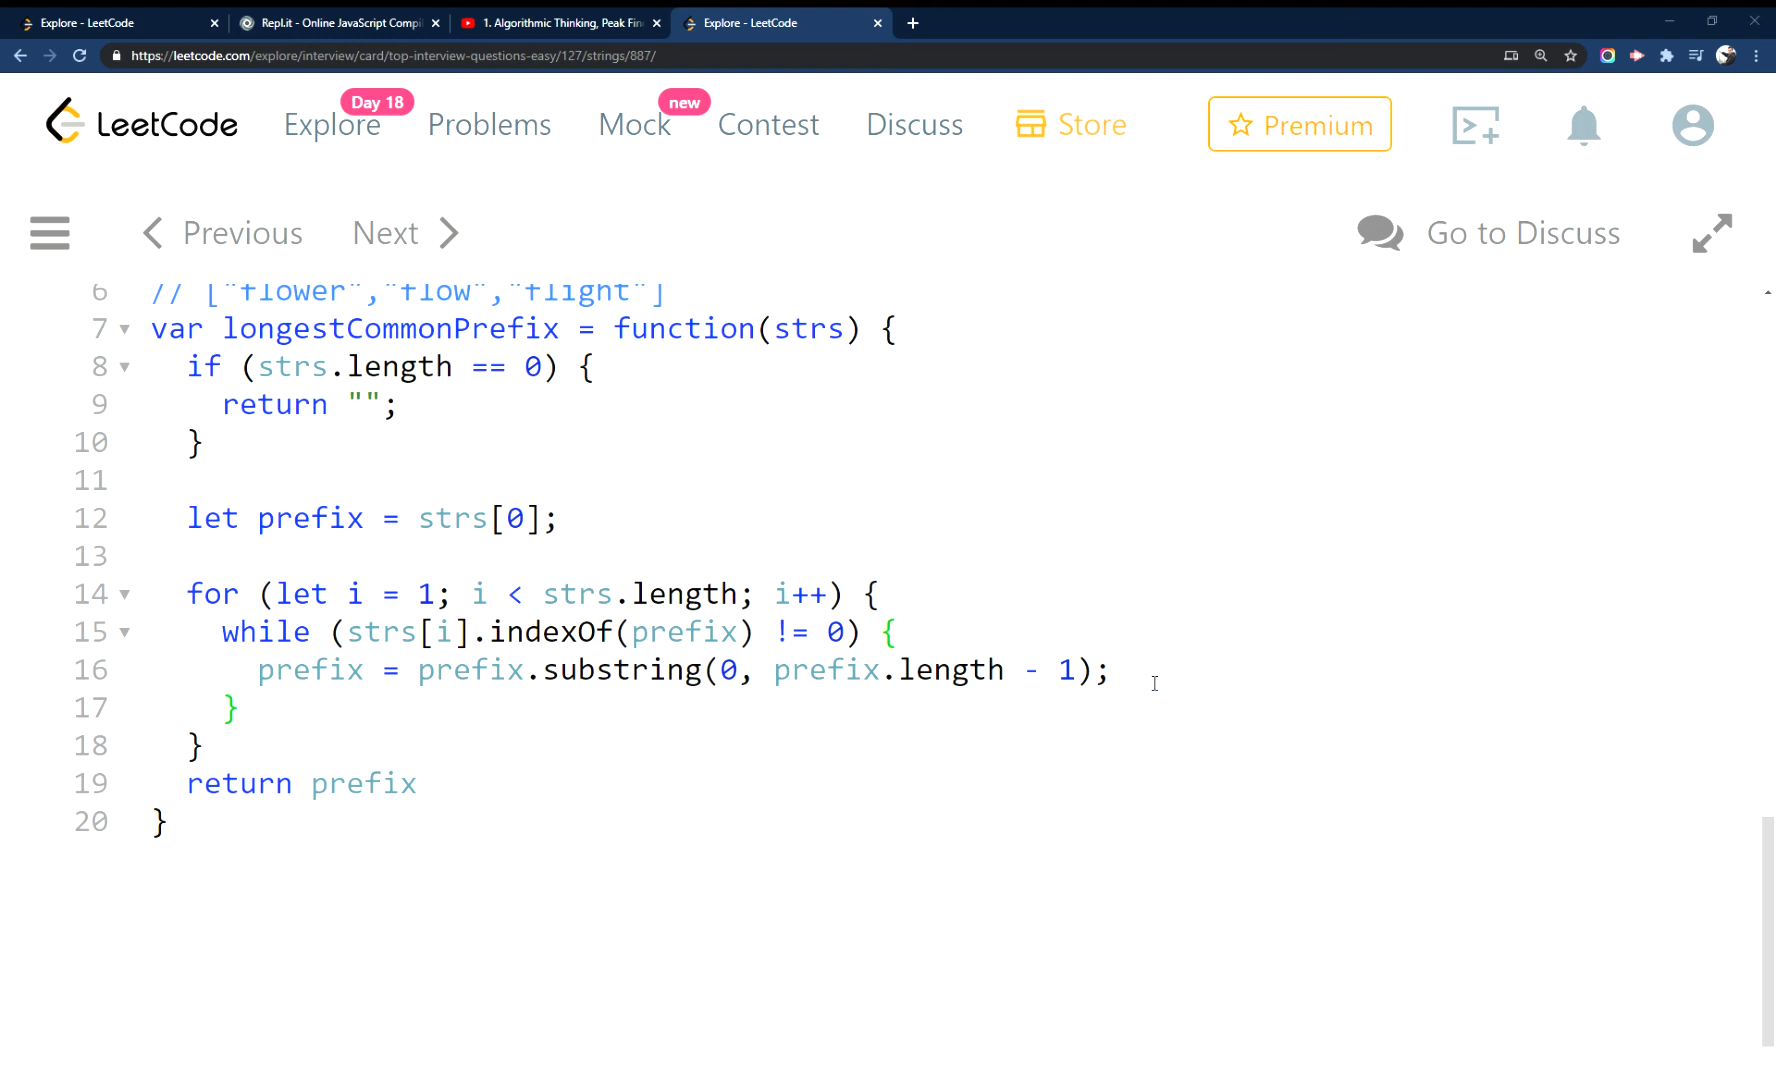 Explore - LeetCode
Repl.it - Online JavaScript Compil
1. Algorithmic Thinking, Peak Fin
Explore - LeetCode
https://leetcode.com/explore/interview/card/top-interview-questions-easy/127/strings/887/
LeetCode
Explore
Day 18
Problems
Mock
new
Contest
Discuss
Store
Premium
Previous
Next
Go to Discuss
6 // ["flower","flow","flight"]
7 var longestCommonPrefix = function(strs) {
8 if (strs.length == 0) {
9 return "";
10 }
11
12 let prefix = strs[0];
13
14 for (let i = 1; i < strs.length; i++) {
15 while (strs[i].indexOf(prefix) != 0) {
16 prefix = prefix.substring(0, prefix.length - 1);
17 }
18 }
19 return prefix
20 }